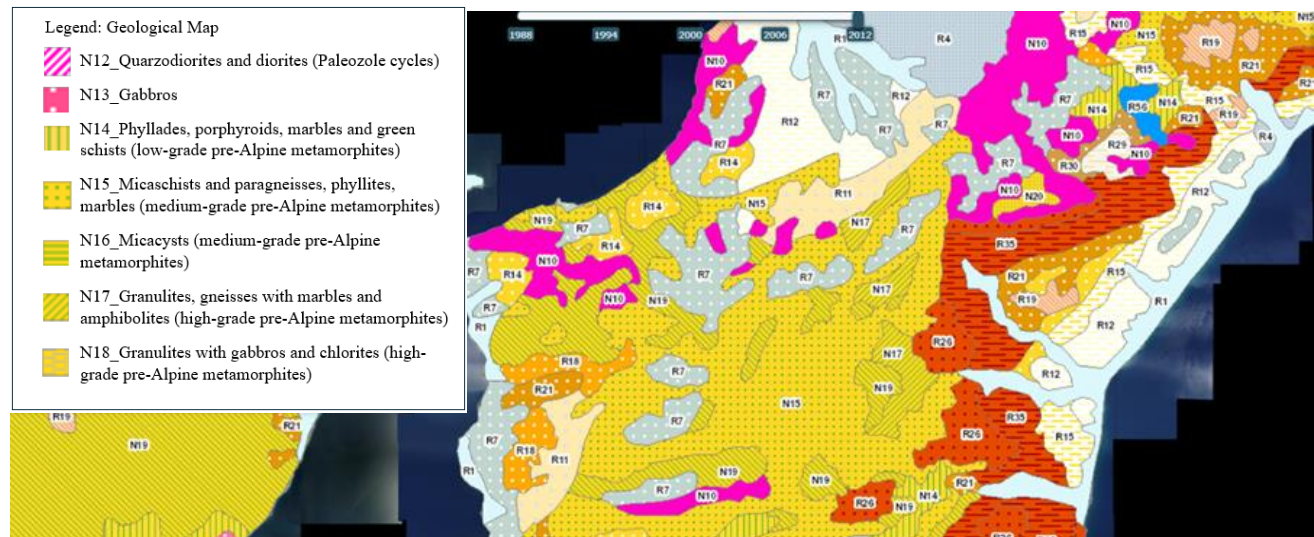 Legend: Geological Map
N12_Quarzodiorites and diorites (Paleozole cycles)
N13_Gabbros
N14_Phyllades, porphyroids, marbles and green
schists (low-grade pre-Alpine metamorphites)
N15_Micaschists and paragneisses, phyllites,
marbles (medium-grade pre-Alpine metamorphites)
N16_Micacysts (medium-grade pre-Alpine
metamorphites)
N17_Granulites, gneisses with marbles and
amphibolites (high-grade pre-Alpine metamorphites)
N18_Granulites with gabbros and chlorites (high-
grade pre-Alpine metamorphites)
1988 1994 2000 2006 2012
N10 R4 N10 R15 N10 N15 N15
R19
R21 R21
R7 R12 R7 N14 R56 N14 R15 R19
R12 R7 R7 N10 R21 R4
R7 R29 N10
R14 R7 R30
R11 N10 N20 R12
R14 N15 N17
N19 R7 R7
R14 R35
N10 R7 R7 R21 R15
R7 R14 N17
N10 N19 R19 R1
R1 R12
R26
R18 N17
R7 R12
R21 N19
N15
R19 R21 R7 R35
N19 R7 R26 R15
R18 R11
R1 N19
R7 N10 N19 R21
R26 N14
N19